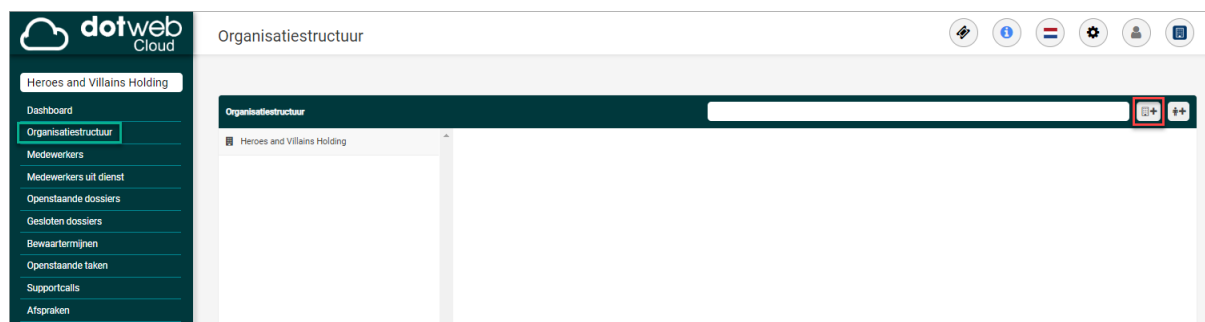 dotweb
Cloud
Organisatiestructuur
Heroes and Villains Holding
Dashboard
Organisatiestructuur
Medewerkers
Medewerkers uit dienst
Openstaande dossiers
Gesloten dossiers
Bewaartermijnen
Openstaande taken
Supportcalls
Afspraken
Organisatiestructuur
Heroes and Villains Holding